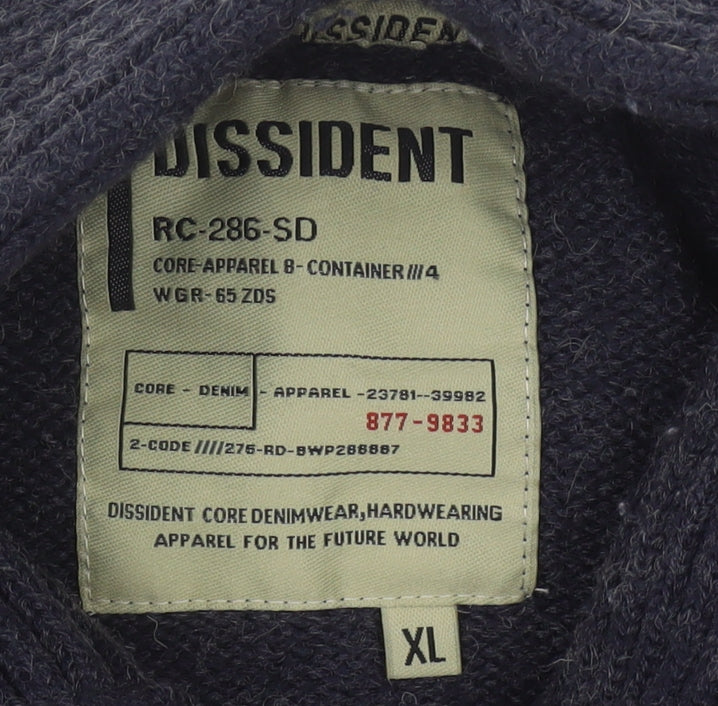 DISSIDEN
DISSIDENT
RC-286-SD
CORE-APPAREL 8-CONTAINER///4
WGR-65 ZDS
CORE - DENIM - APPAREL -23781--39982
877-9833
2-CODE////275-RD-8WP286887
DISSIDENT CORE DENIMWEAR,HARDWEARING
APPAREL FOR THE FUTURE WORLD
XL